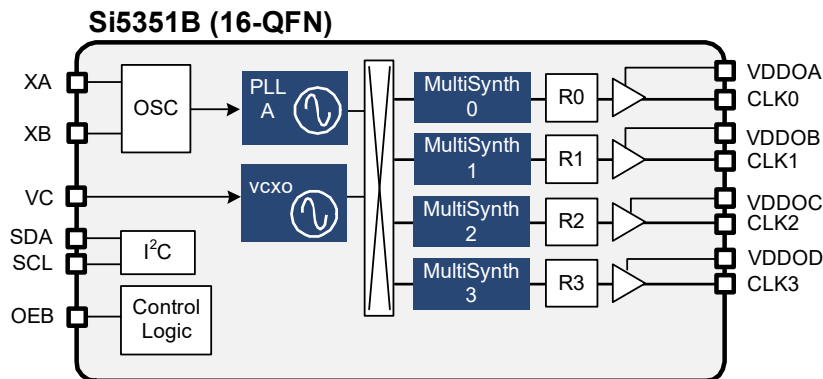 Si5351B (16-QFN)
XA
XB
VC
SDA
SCL
OEB
OSC
I²C
Control
Logic
PLL
A
vcxo
MultiSynth
0
MultiSynth
1
MultiSynth
2
MultiSynth
3
R0
R1
R2
R3
VDDOA
CLK0
VDDOB
CLK1
VDDOC
CLK2
VDDOD
CLK3